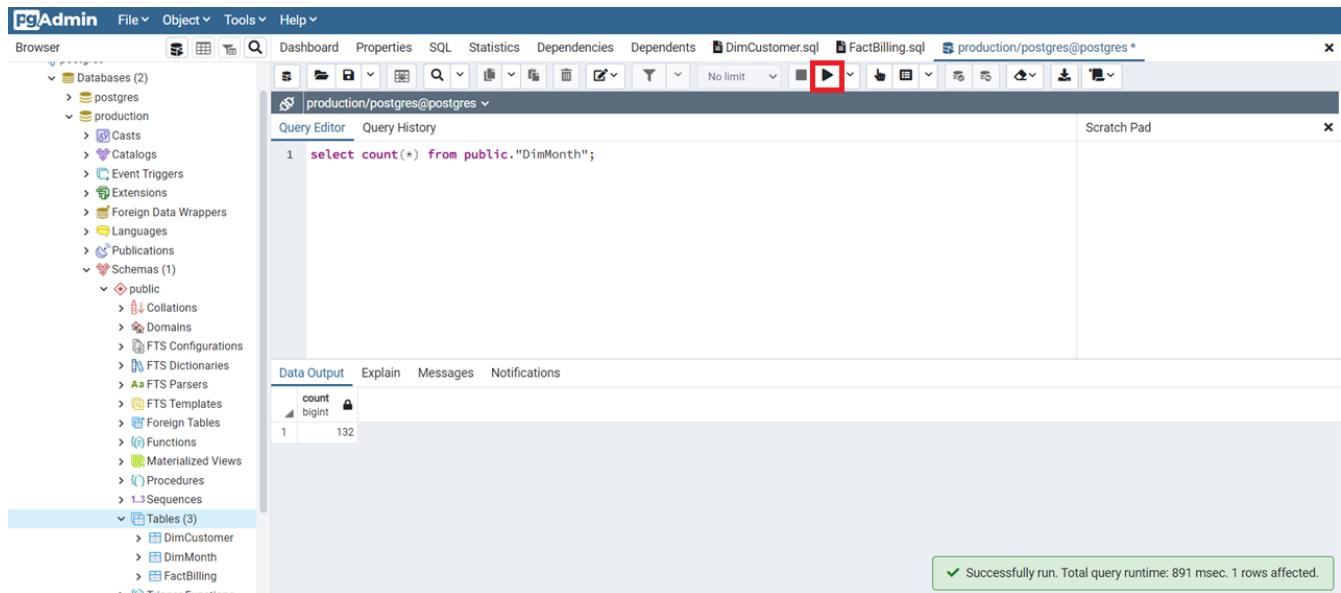 pgAdmin File Object Tools Help
Browser
Dashboard Properties SQL Statistics Dependencies Dependents DimCustomer.sql FactBilling.sql production/postgres@postgres *
No limit
production/postgres@postgres
Query Editor Query History
Scratch Pad
1 select count(*) from public."DimMonth";
Databases (2)
postgres
production
Casts
Catalogs
Event Triggers
Extensions
Foreign Data Wrappers
Languages
Publications
Schemas (1)
public
Collations
Domains
FTS Configurations
FTS Dictionaries
Aa FTS Parsers
FTS Templates
Foreign Tables
Functions
Materialized Views
Procedures
1..3 Sequences
Tables (3)
DimCustomer
DimMonth
FactBilling
Data Output Explain Messages Notifications
count
bigint
1 132
Successfully run. Total query runtime: 891 msec. 1 rows affected.